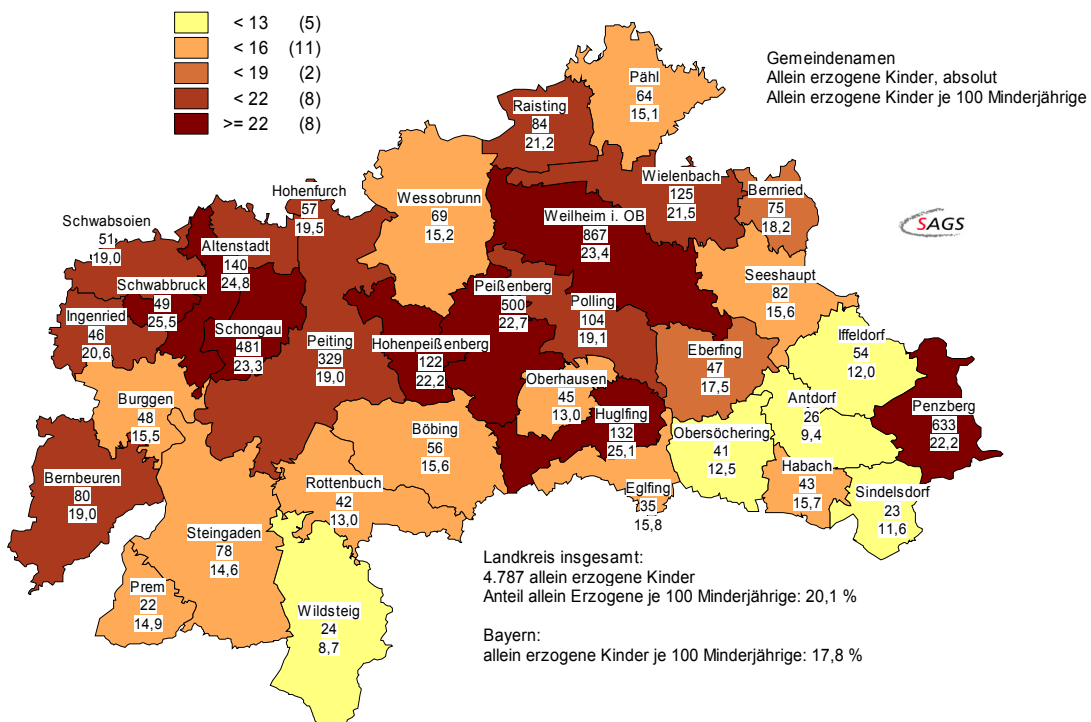 < 13 (5)
< 16 (11)
< 19 (2)
< 22 (8)
>= 22 (8)
Gemeindenamen
Allein erzogene Kinder, absolut
Allein erzogene Kinder je 100 Minderjährige
SAGS
Pähl
64
15,1
Raisting
84
21,2
Wielenbach
125
21,5
Bernried
75
18,2
Hohenfurch
57
19,5
Wessobrunn
69
15,2
Weilheim i. OB
867
23,4
Schwabsoien
51
19,0
Altenstadt
140
24,8
Seeshaupt
82
15,6
Schwabbruck
49
25,5
Peißenberg
500
22,7
Polling
104
19,1
Ingenried
46
20,6
Schongau
481
23,3
Peiting
329
19,0
Hohenpeißenberg
122
22,2
Iffeldorf
54
12,0
Eberfing
47
17,5
Oberhausen
45
13,0
Antdorf
26
9,4
Penzberg
633
22,2
Burggen
48
15,5
Huglfing
132
25,1
Böbing
56
15,6
Obersöchering
41
12,5
Habach
43
15,7
Bernbeuren
80
19,0
Rottenbuch
42
13,0
Eglfing
35
15,8
Sindelsdorf
23
11,6
Steingaden
78
14,6
Prem
22
14,9
Wildsteig
24
8,7
Landkreis insgesamt:
4.787 allein erzogene Kinder
Anteil allein Erzogene je 100 Minderjährige: 20,1 %
Bayern:
allein erzogene Kinder je 100 Minderjährige: 17,8 %